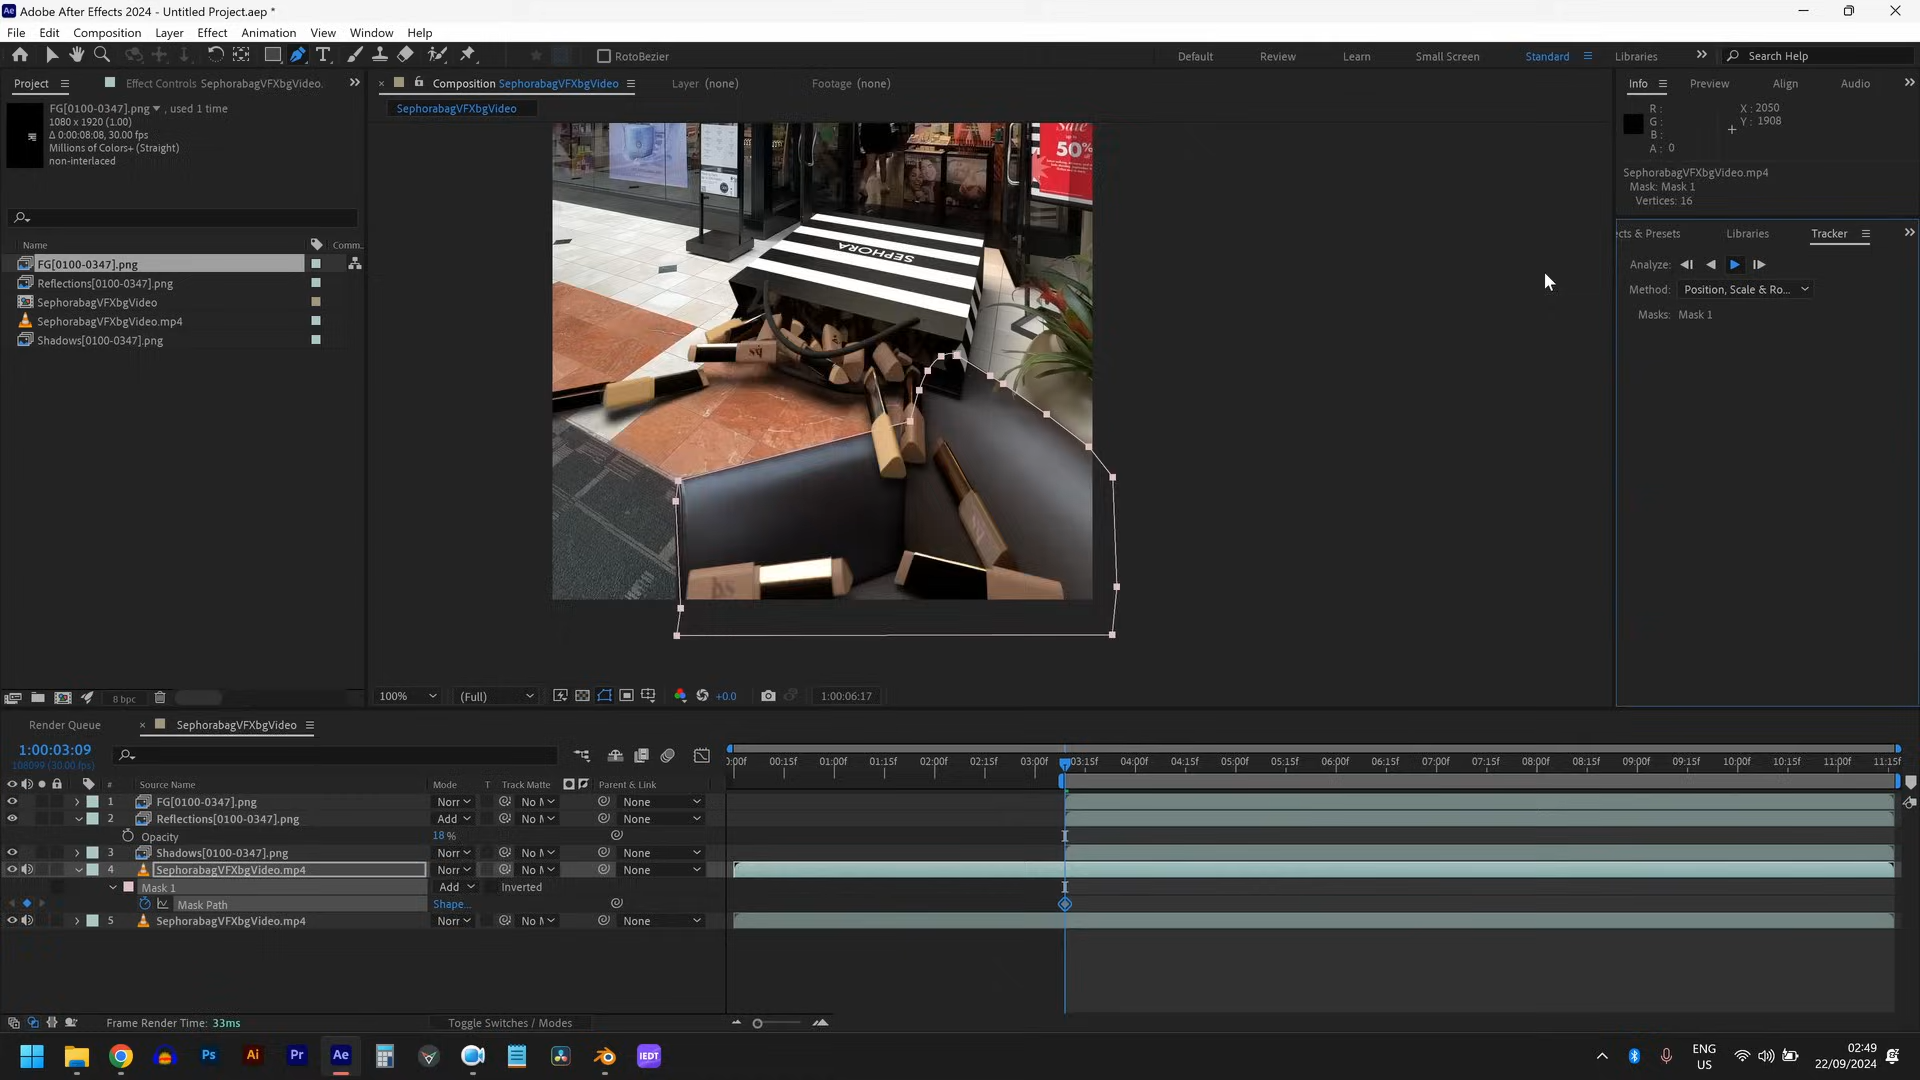 Adobe After Effects 2024 - Untitled Project.aep *
File Edit Composition Layer Effect Animation View Window Help
RotoBezier
Default Review Learn Small Screen Standard Libraries Search Help
Project Effect Controls SephorabagVFXbgVideo.
Composition SephorabagVFXbgVideo Layer (none) Footage (none)
Info Preview Align Audio
FG[0100-0347].png , used 1 time
1080 x 1920 (1.00)
Δ 0:00:08:08, 30.00 fps
Millions of Colors+ (Straight)
non-interlaced
SephorabagVFXbgVideo
R :
G :
B :
A : 0
X : 2050
Y : 1908
SephorabagVFXbgVideo.mp4
Mask: Mask 1
Vertices: 16
cts & Presets Libraries Tracker
Analyze:
Method: Position, Scale & Ro...
Masks: Mask 1
Name Comm..
FG[0100-0347].png
Reflections[0100-0347].png
SephorabagVFXbgVideo
SephorabagVFXbgVideo.mp4
Shadows[0100-0347].png
Sale
50%
SEPHORA
8 bpc
100% (Full) +0.0 1:00:06:17
Render Queue SephorabagVFXbgVideo
1:00:03:09
108099 (30.00 fps)
:00f 00:15f 01:00f 01:15f 02:00f 02:15f 03:00f 03:15f 04:00f 04:15f 05:00f 05:15f 06:00f 06:15f 07:00f 07:15f 08:00f 08:15f 09:00f 09:15f 10:00f 10:15f 11:00f 11:15f
# Source Name Mode T Track Matte Parent & Link
1 FG[0100-0347].png Norr No M None
2 Reflections[0100-0347].png Add No M None
Opacity 18 %
3 Shadows[0100-0347].png Norr No M None
4 SephorabagVFXbgVideo.mp4 Norr No M None
Mask 1 Add Inverted
Mask Path Shape...
5 SephorabagVFXbgVideo.mp4 Norr No M None
Frame Render Time: 33ms Toggle Switches / Modes
Ps Ai Pr Ae IEDT
ENG
US
02:49
22/09/2024